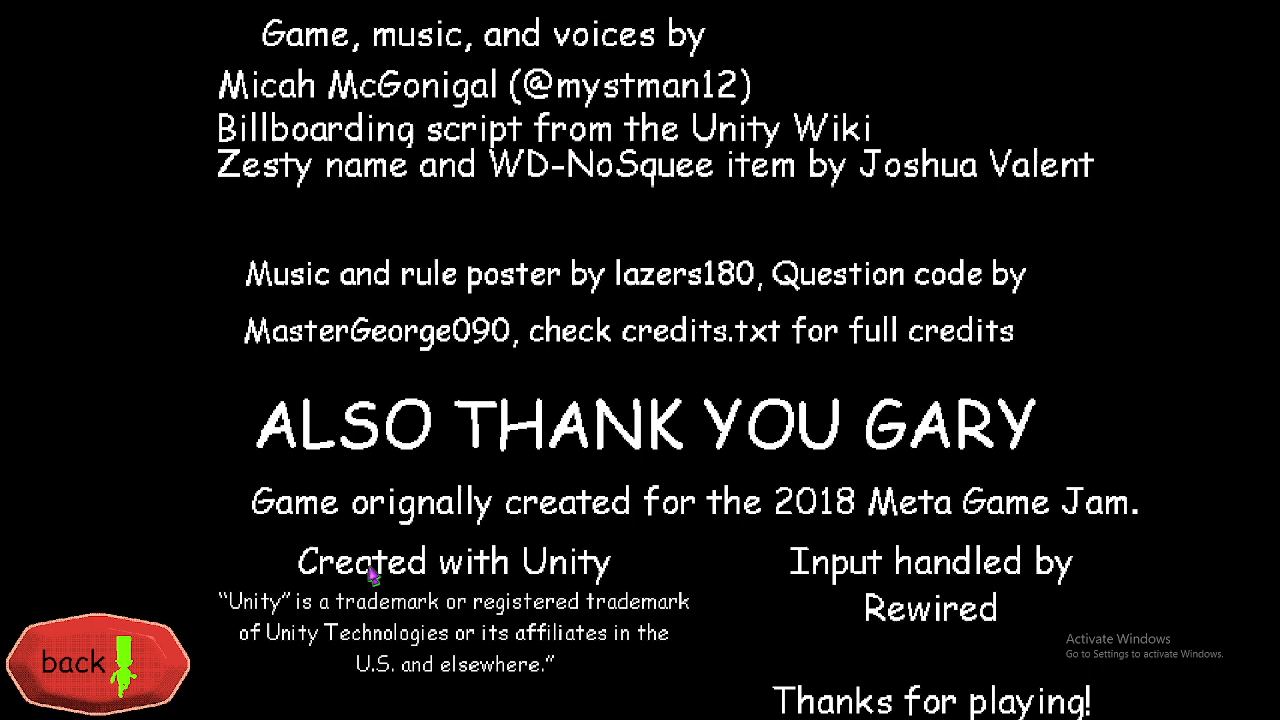 Game, music, and voices by
Micah McGonigal (@mystman12)
Billboarding script from the Unity Wiki
Zesty name and WD-NoSquee item by Joshua Valent
Music and rule poster by lazers180, Question code by
MasterGeorge090, check credits.txt for full credits
ALSO THANK YOU GARY
Game orignally created for the 2018 Meta Game Jam.
Created with Unity
“Unity” is a trademark or registered trademark
of Unity Technologies or its affiliates in the
U.S. and elsewhere.”
Input handled by
Rewired
Activate Windows
Go to Settings to activate Windows.
back
Thanks for playing!